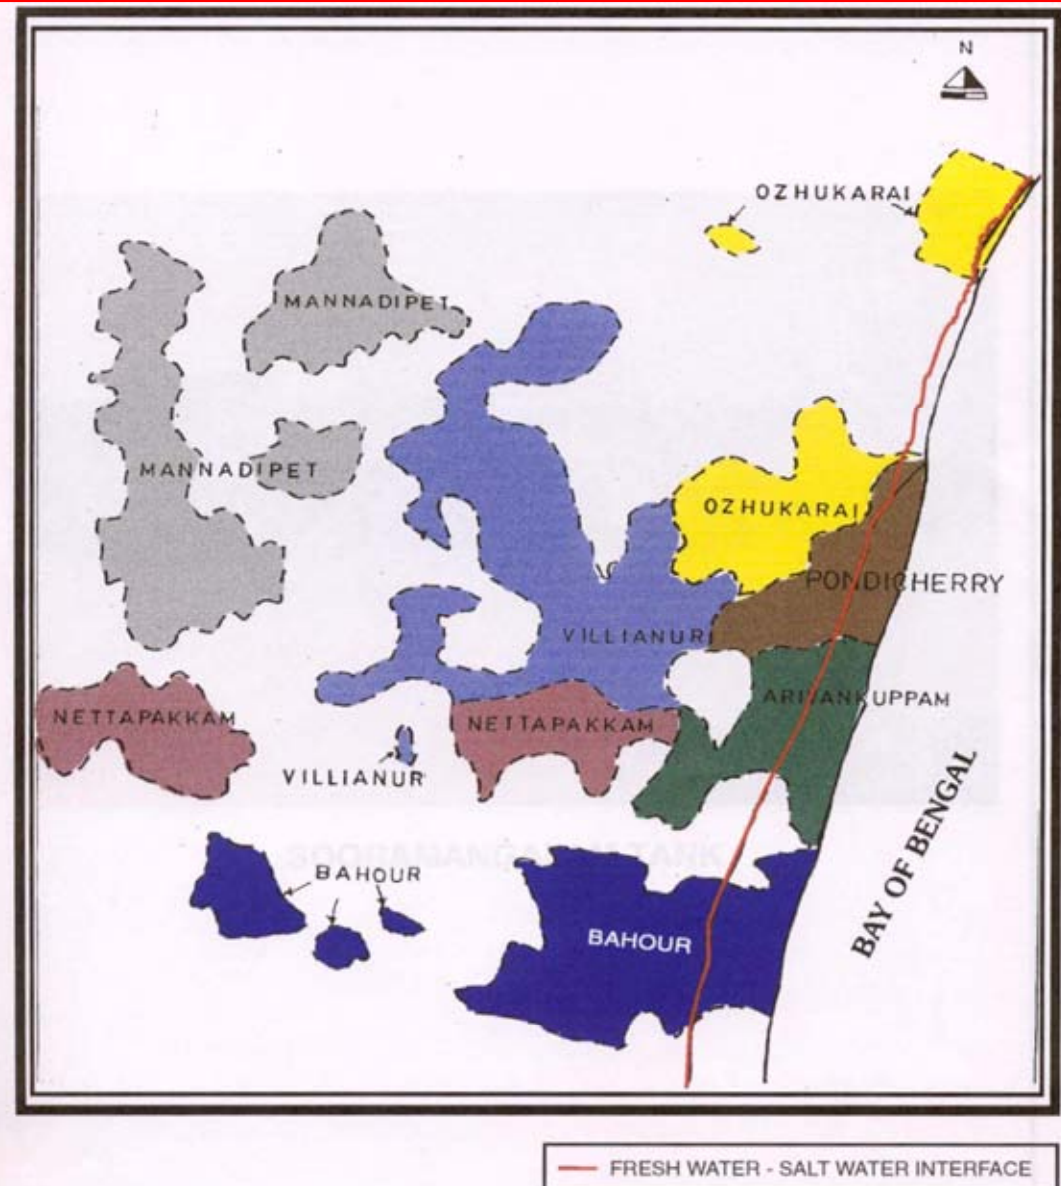 N
OZHUKARAI
MANNADIPET
MANNADIPET
OZHUKARAI
PONDICHERRY
VILLIANUR
ARIYANKUPPAM
NETTAPAKKAM
NETTAPAKKAM
VILLIANUR
BAHOUR
BAHOUR
BAY OF BENGAL
FRESH WATER - SALT WATER INTERFACE